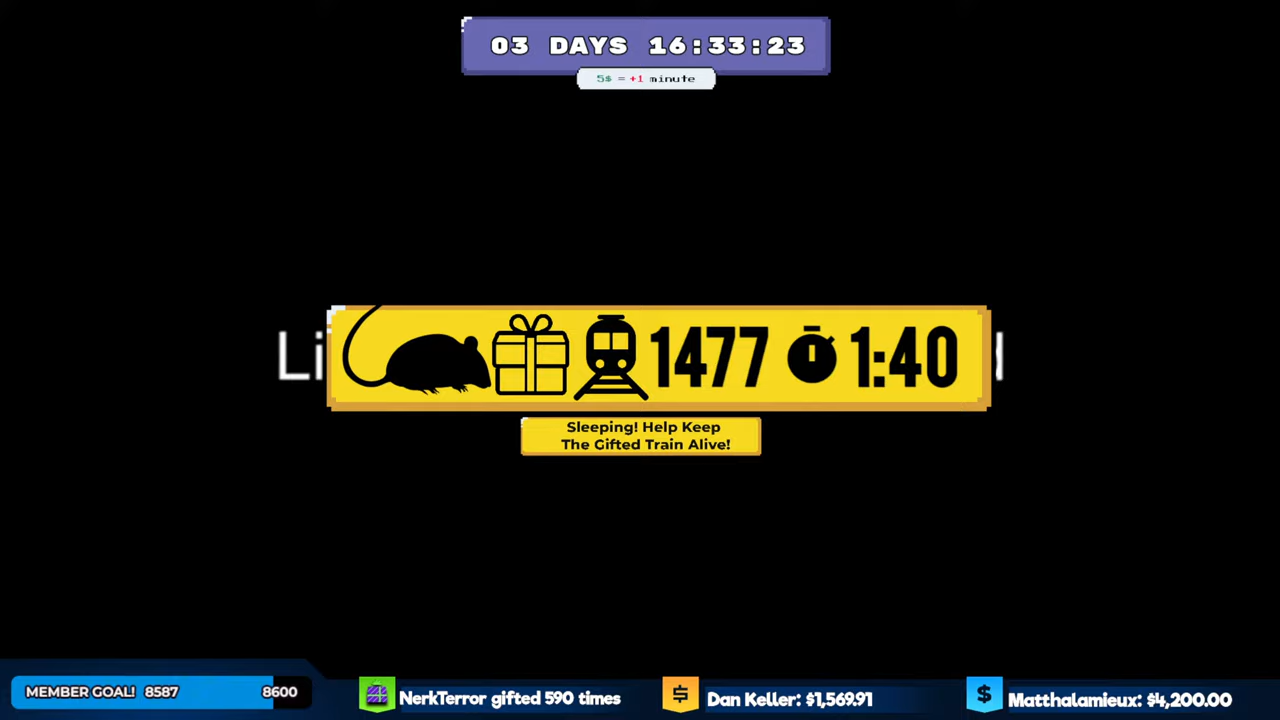 03 DAYS 16:33:23
5$ = +1 minute
Li
1477 1:40
Sleeping! Help Keep
The Gifted Train Alive!
MEMBER GOAL! 8587 8600
NerkTerror gifted 590 times
Dan Keller: $1,569.91
Matthalamieux: $4,200.00